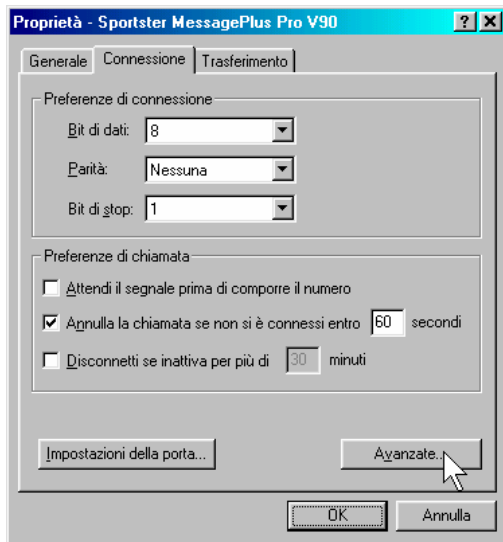 Proprietà - Sportster MessagePlus Pro V90
Generale Connessione Trasferimento
Preferenze di connessione
Bit di dati: 8
Parità: Nessuna
Bit di stop: 1
Preferenze di chiamata
Attendi il segnale prima di comporre il numero
Annulla la chiamata se non si è connessi entro 60 secondi
Disconnetti se inattiva per più di 30 minuti
Impostazioni della porta... Avanzate...
OK Annulla